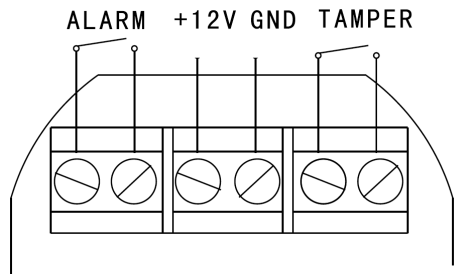 ALARM +12V GND TAMPER